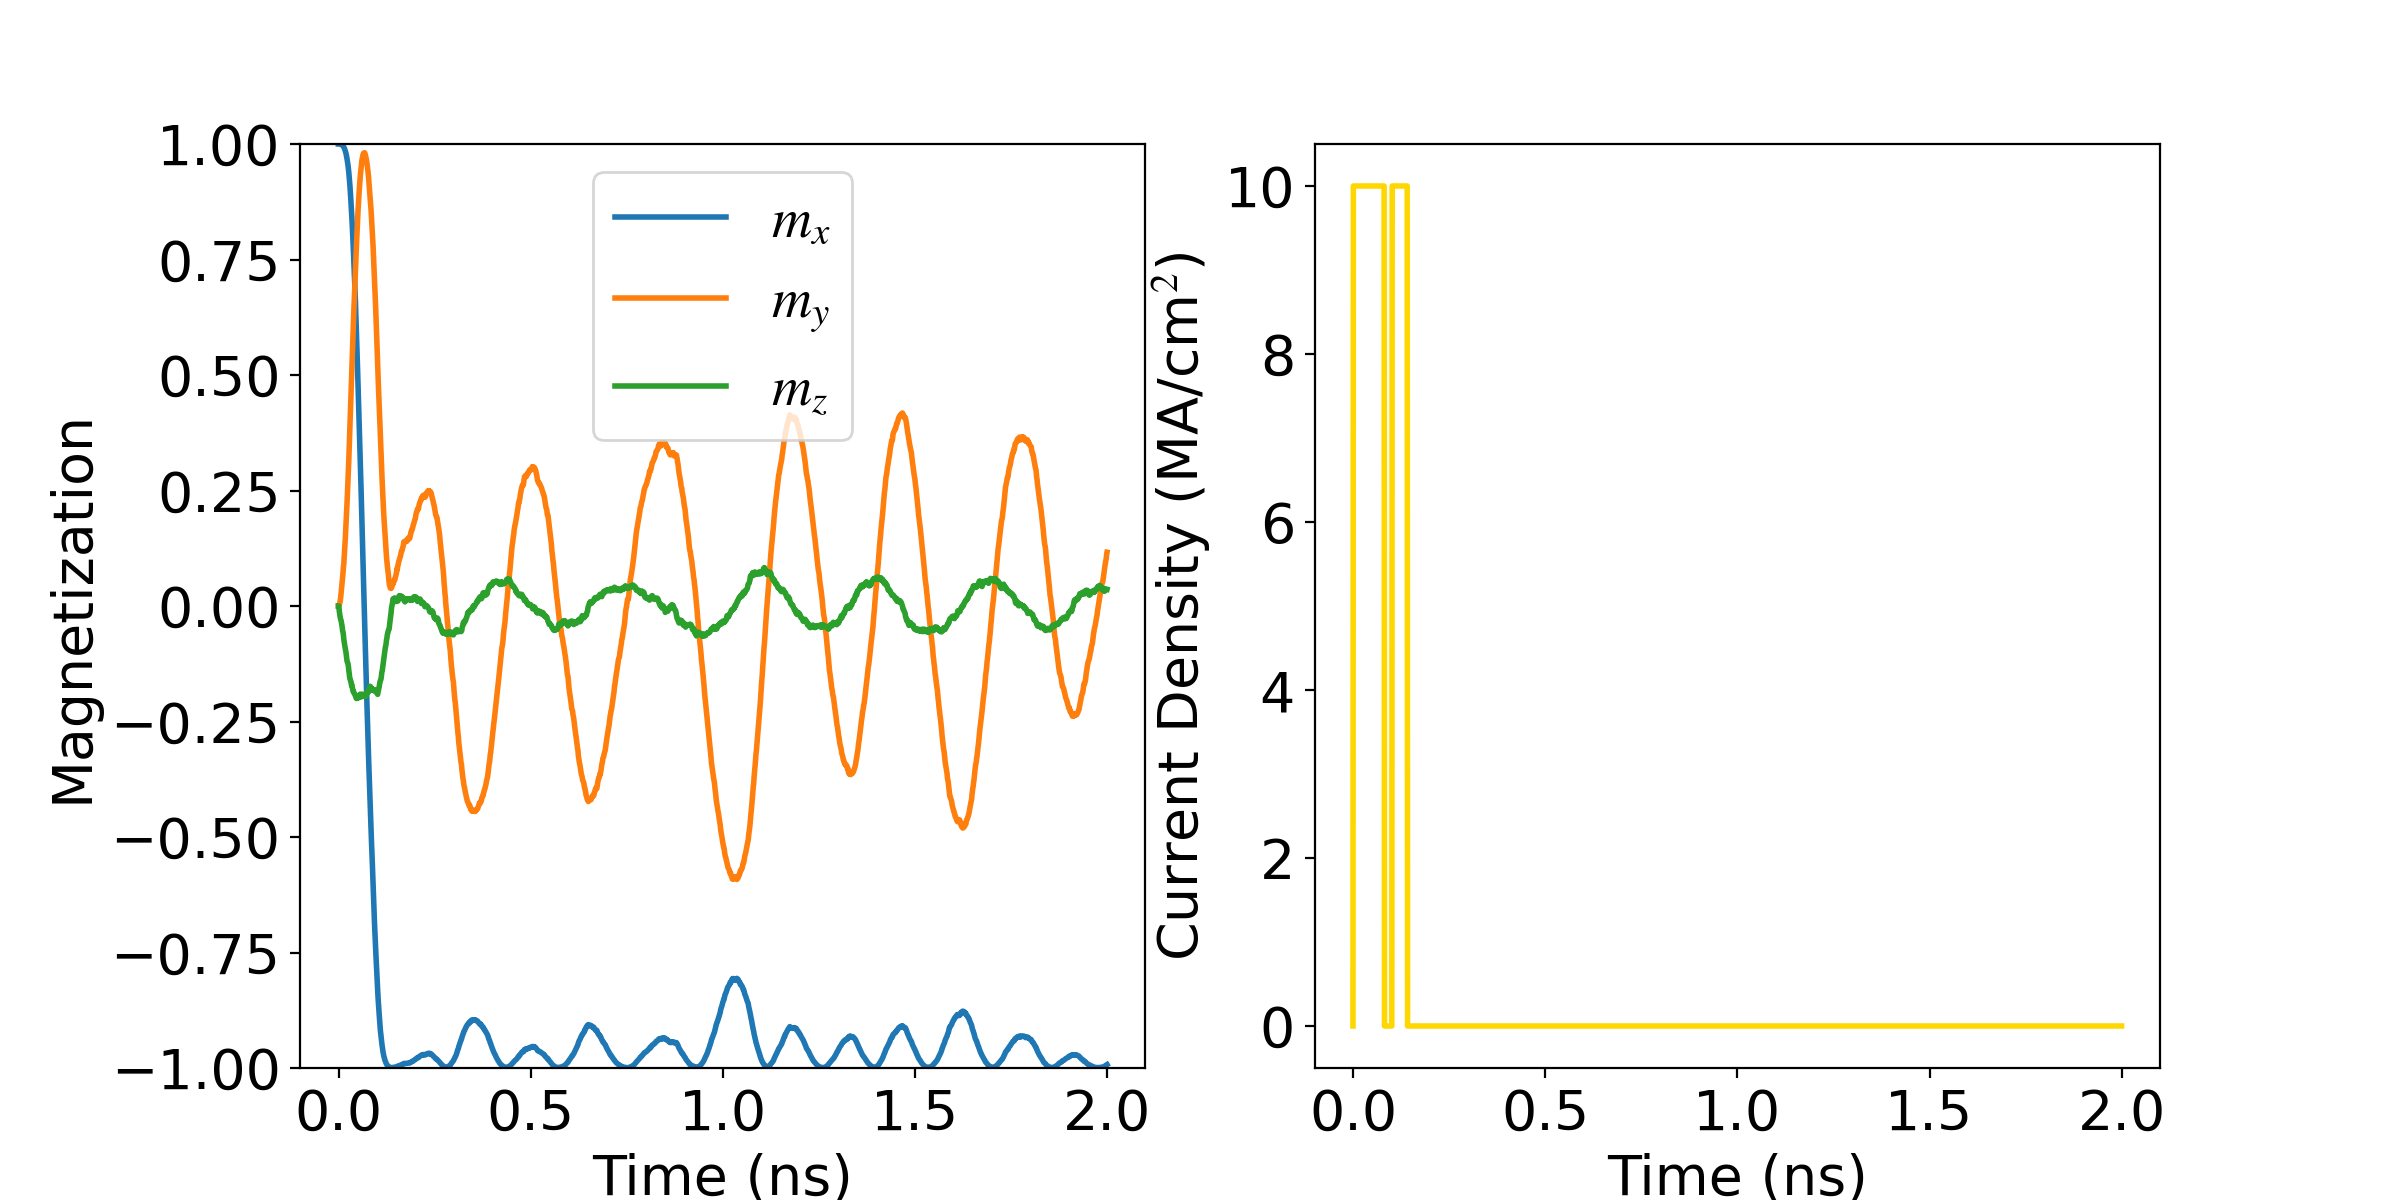 1.00
0.75
0.50
0.25
0.00
−0.25
−0.50
−0.75
−1.00
Magnetization
0.0 0.5 1.0 1.5 2.0
Time (ns)
m_x
m_y
m_z
10
8
6
4
2
0
Current Density (MA/cm²)
0.0 0.5 1.0 1.5 2.0
Time (ns)